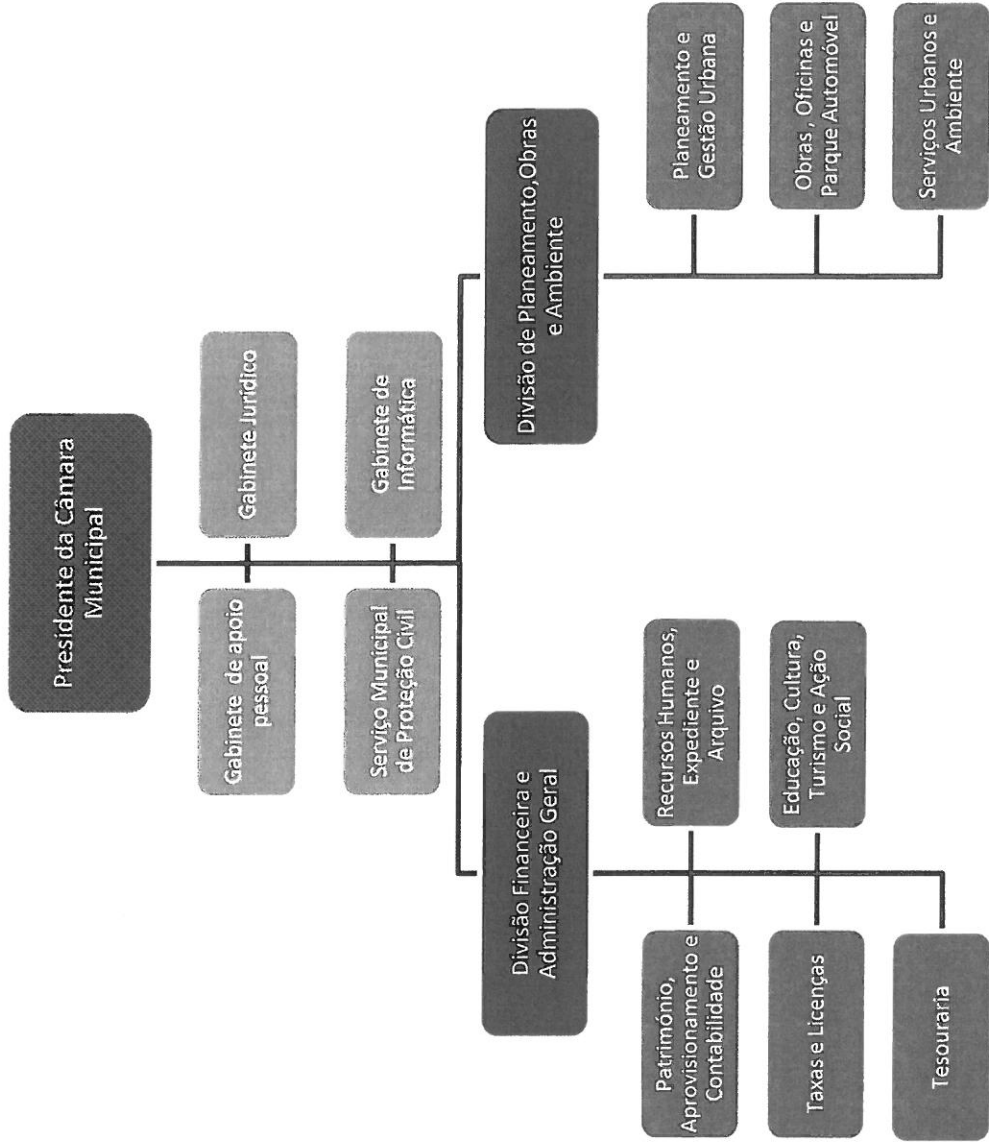 Presidente da Câmara
Municipal
Gabinete de apoio
pessoal
Gabinete Jurídico
Serviço Municipal
de Proteção Civil
Gabinete de
Informática
Divisão Financeira e
Administração Geral
Divisão de Planeamento,Obras
e Ambiente
Património,
Aprovisionamento e
Contabilidade
Recursos Humanos,
Expediente e
Arquivo
Taxas e Licenças
Educação, Cultura,
Turismo e Ação
Social
Tesouraria
Planeamento e
Gestão Urbana
Obras , Oficinas e
Parque Automóvel
Serviços Urbanos e
Ambiente